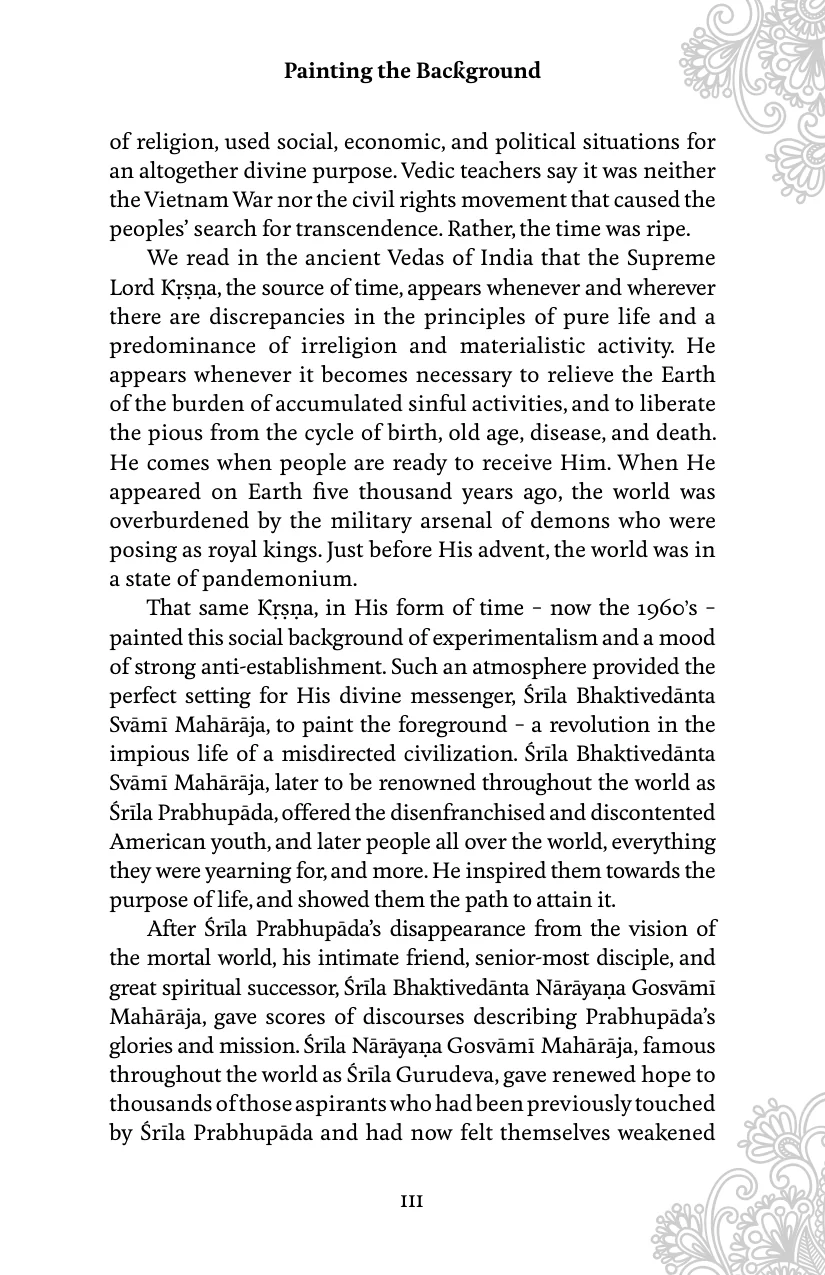 Painting the Background
of religion, used social, economic, and political situations for
an altogether divine purpose. Vedic teachers say it was neither
the Vietnam War nor the civil rights movement that caused the
peoples’ search for transcendence. Rather, the time was ripe.
We read in the ancient Vedas of India that the Supreme
Lord Kṛṣṇa, the source of time, appears whenever and wherever
there are discrepancies in the principles of pure life and a
predominance of irreligion and materialistic activity. He
appears whenever it becomes necessary to relieve the Earth
of the burden of accumulated sinful activities, and to liberate
the pious from the cycle of birth, old age, disease, and death.
He comes when people are ready to receive Him. When He
appeared on Earth five thousand years ago, the world was
overburdened by the military arsenal of demons who were
posing as royal kings. Just before His advent, the world was in
a state of pandemonium.
That same Kṛṣṇa, in His form of time – now the 1960’s –
painted this social background of experimentalism and a mood
of strong anti-establishment. Such an atmosphere provided the
perfect setting for His divine messenger, Śrīla Bhaktivedānta
Svāmī Mahārāja, to paint the foreground – a revolution in the
impious life of a misdirected civilization. Śrīla Bhaktivedānta
Svāmī Mahārāja, later to be renowned throughout the world as
Śrīla Prabhupāda, offered the disenfranchised and discontented
American youth, and later people all over the world, everything
they were yearning for, and more. He inspired them towards the
purpose of life, and showed them the path to attain it.
After Śrīla Prabhupāda’s disappearance from the vision of
the mortal world, his intimate friend, senior-most disciple, and
great spiritual successor, Śrīla Bhaktivedānta Nārāyaṇa Gosvāmī
Mahārāja, gave scores of discourses describing Prabhupāda’s
glories and mission. Śrīla Nārāyaṇa Gosvāmī Mahārāja, famous
throughout the world as Śrīla Gurudeva, gave renewed hope to
thousands of those aspirants who had been previously touched
by Śrīla Prabhupāda and had now felt themselves weakened
III